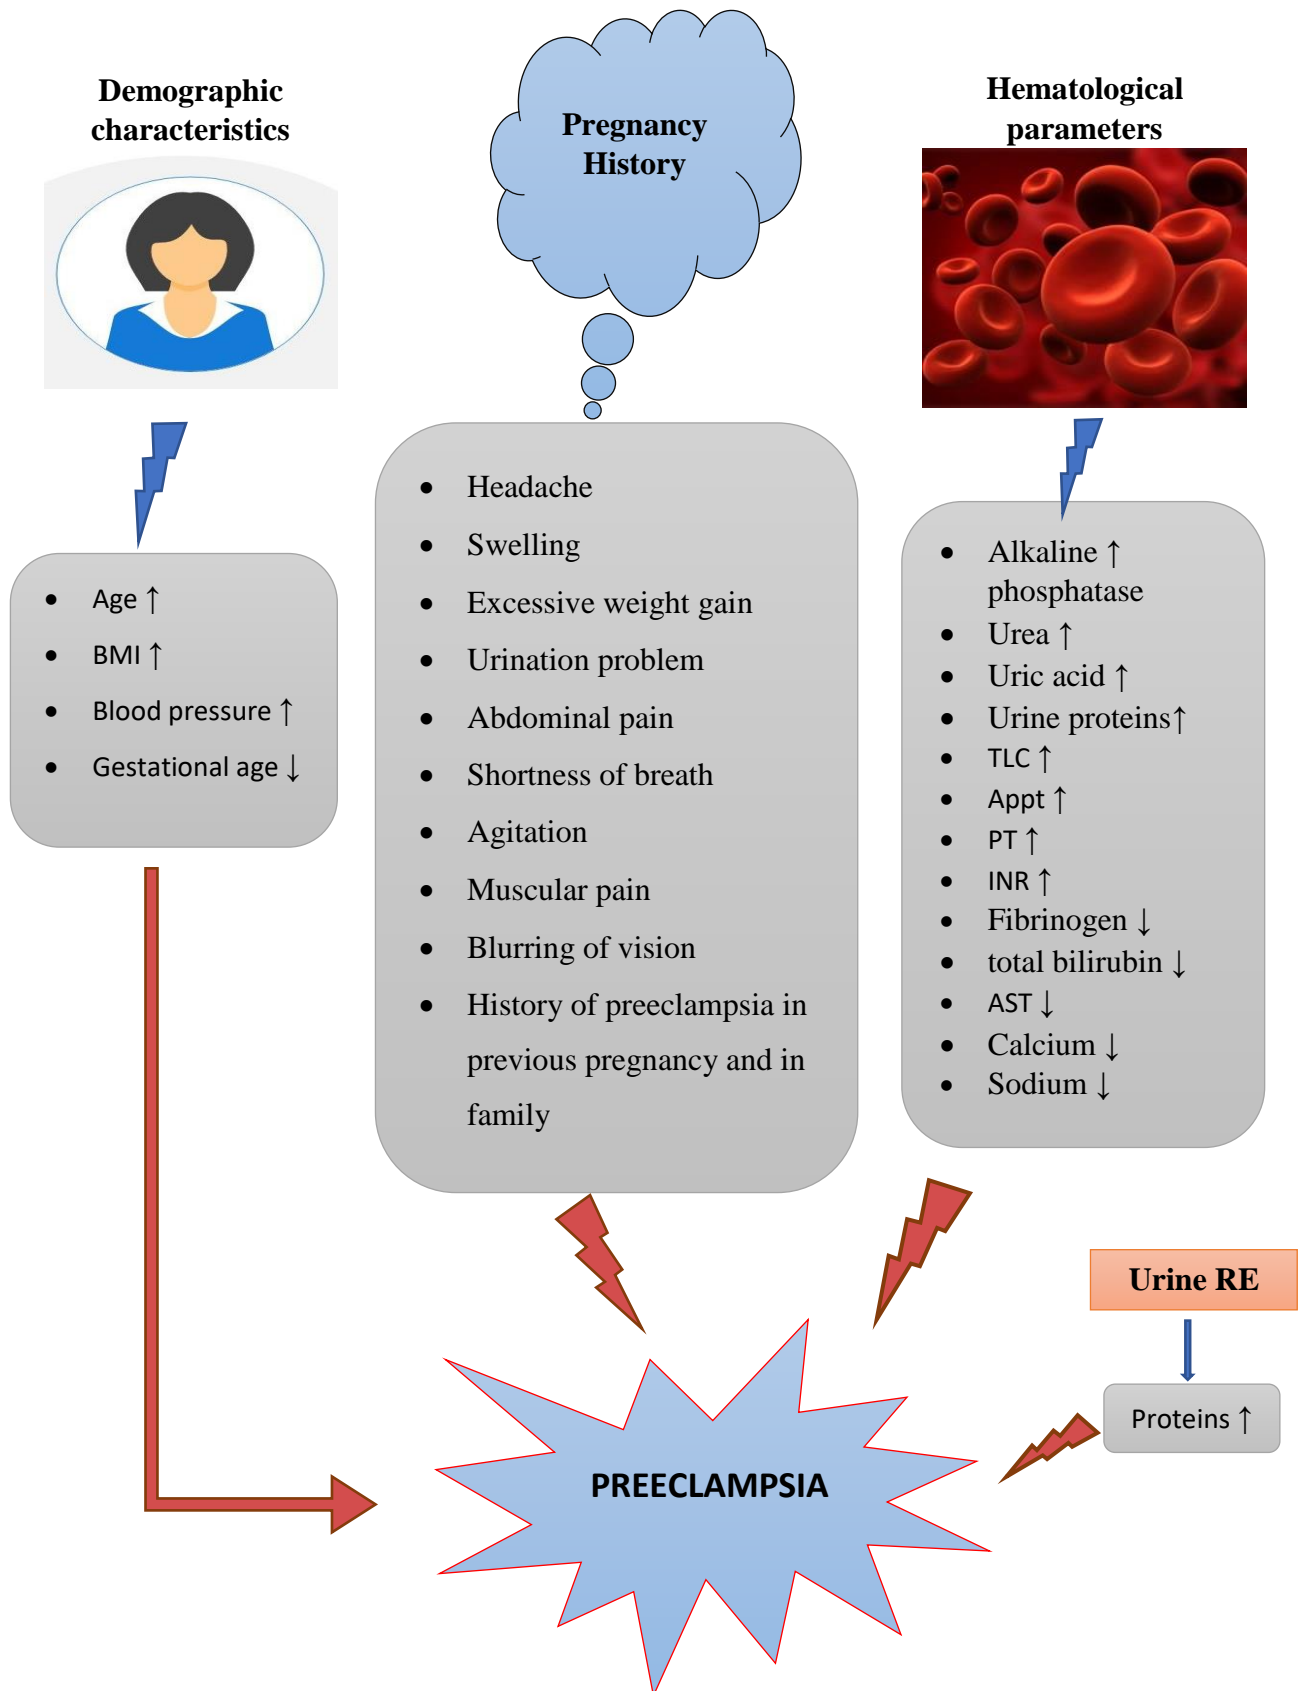 Demographic
characteristics
Pregnancy
History
Hematological
parameters
• Age ↑
• BMI ↑
• Blood pressure ↑
• Gestational age ↓
• Headache
• Swelling
• Excessive weight gain
• Urination problem
• Abdominal pain
• Shortness of breath
• Agitation
• Muscular pain
• Blurring of vision
• History of preeclampsia in
previous pregnancy and in
family
• Alkaline ↑
phosphatase
• Urea ↑
• Uric acid ↑
• Urine proteins↑
• TLC ↑
• Appt ↑
• PT ↑
• INR ↑
• Fibrinogen ↓
• total bilirubin ↓
• AST ↓
• Calcium ↓
• Sodium ↓
Urine RE
Proteins ↑
PREECLAMPSIA